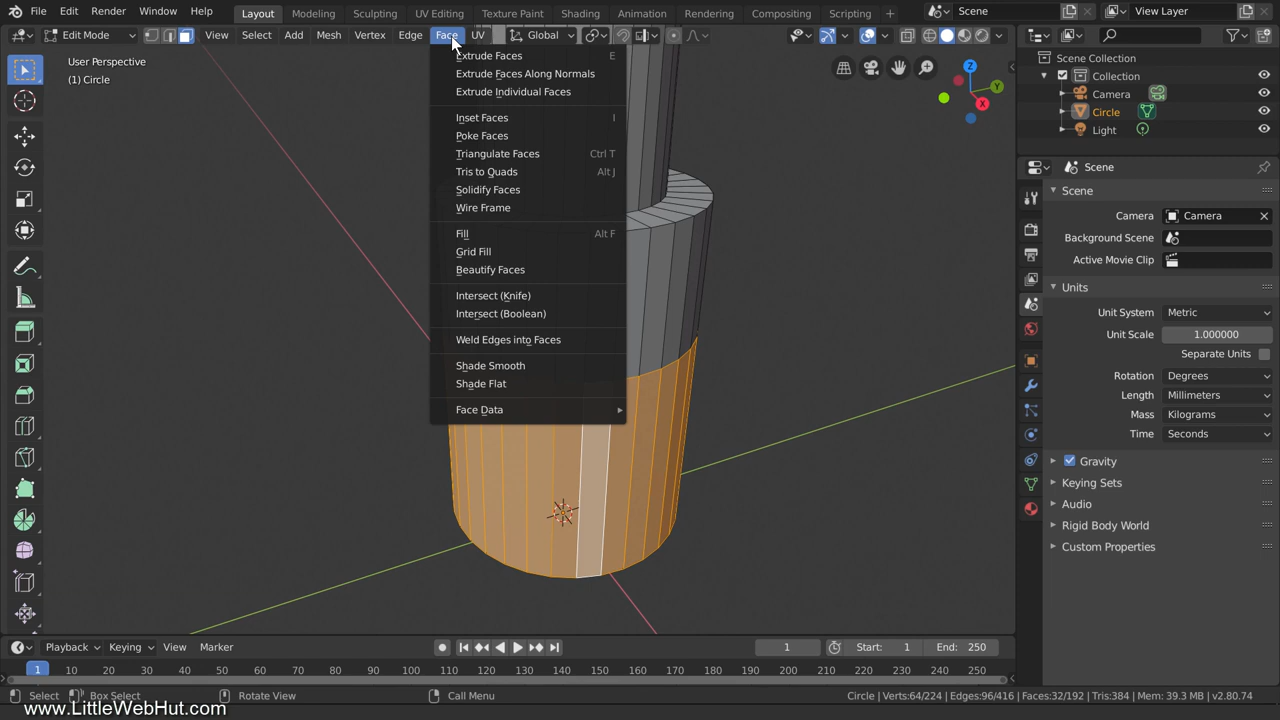 File Edit Render Window Help Layout Modeling Sculpting UV Editing Texture Paint Shading Animation Rendering Compositing Scripting Scene View Layer
Edit Mode View Select Add Mesh Vertex Edge Face UV Global
User Perspective
(1) Circle
Extrude Faces E
Extrude Faces Along Normals
Extrude Individual Faces
Inset Faces I
Poke Faces
Triangulate Faces Ctrl T
Tris to Quads Alt J
Solidify Faces
Wire Frame
Fill Alt F
Grid Fill
Beautify Faces
Intersect (Knife)
Intersect (Boolean)
Weld Edges into Faces
Shade Smooth
Shade Flat
Face Data
Z
Y
X
Scene Collection
Collection
Camera
Circle
Light
Scene
Scene
Camera Camera
Background Scene
Active Movie Clip
Units
Unit System Metric
Unit Scale 1.000000
Separate Units
Rotation Degrees
Length Millimeters
Mass Kilograms
Time Seconds
Gravity
Keying Sets
Audio
Rigid Body World
Custom Properties
Playback Keying View Marker 1 Start: 1 End: 250
1 10 20 30 40 50 60 70 80 90 100 110 120 130 140 150 160 170 180 190 200 210 220 230 240 250
Select Box Select Rotate View Call Menu Circle | Verts:64/224 | Edges:96/416 | Faces:32/192 | Tris:384 | Mem: 39.3 MB | v2.80.74
www.LittleWebHut.com